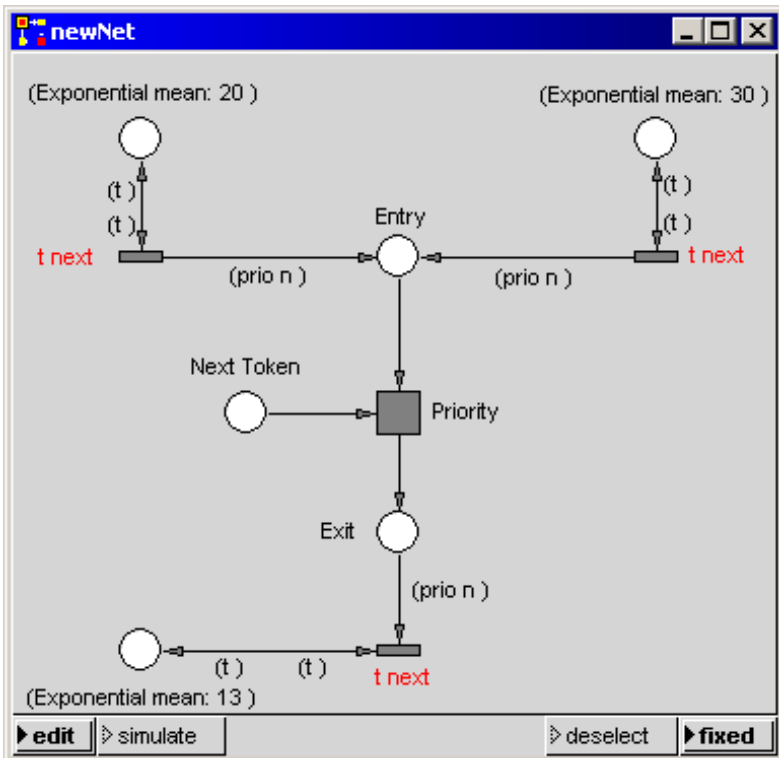 newNet
(Exponential mean: 20 )
(Exponential mean: 30 )
(t )
(t )
(t )
(t )
Entry
t next
t next
(prio n )
(prio n )
Next Token
Priority
Exit
(prio n )
(t )
(t )
t next
(Exponential mean: 13 )
edit
simulate
deselect
fixed